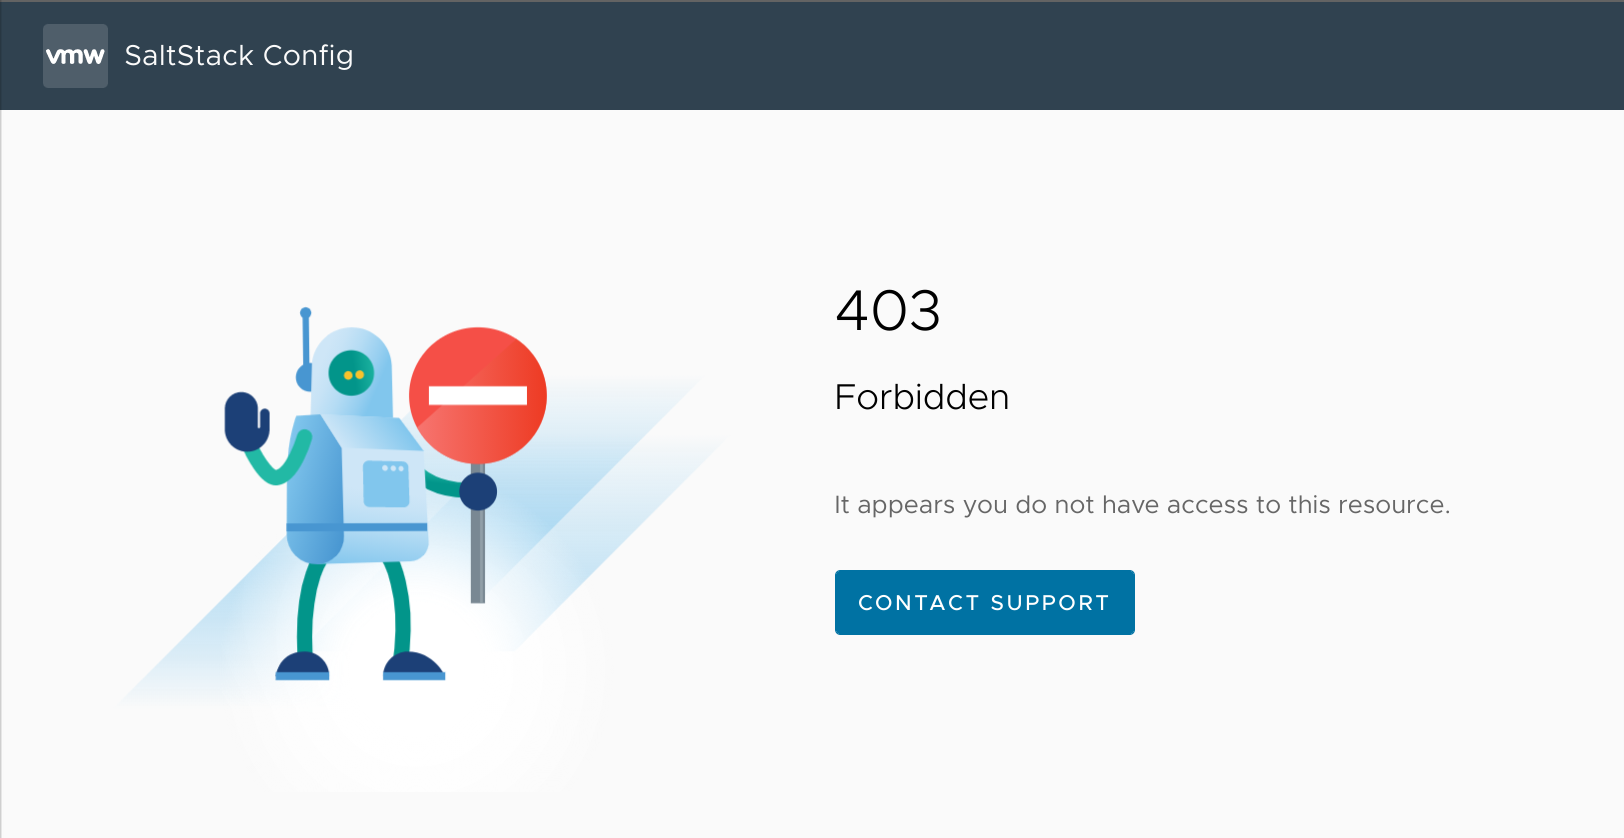 vmw SaltStack Config
403
Forbidden
It appears you do not have access to this resource.
CONTACT SUPPORT